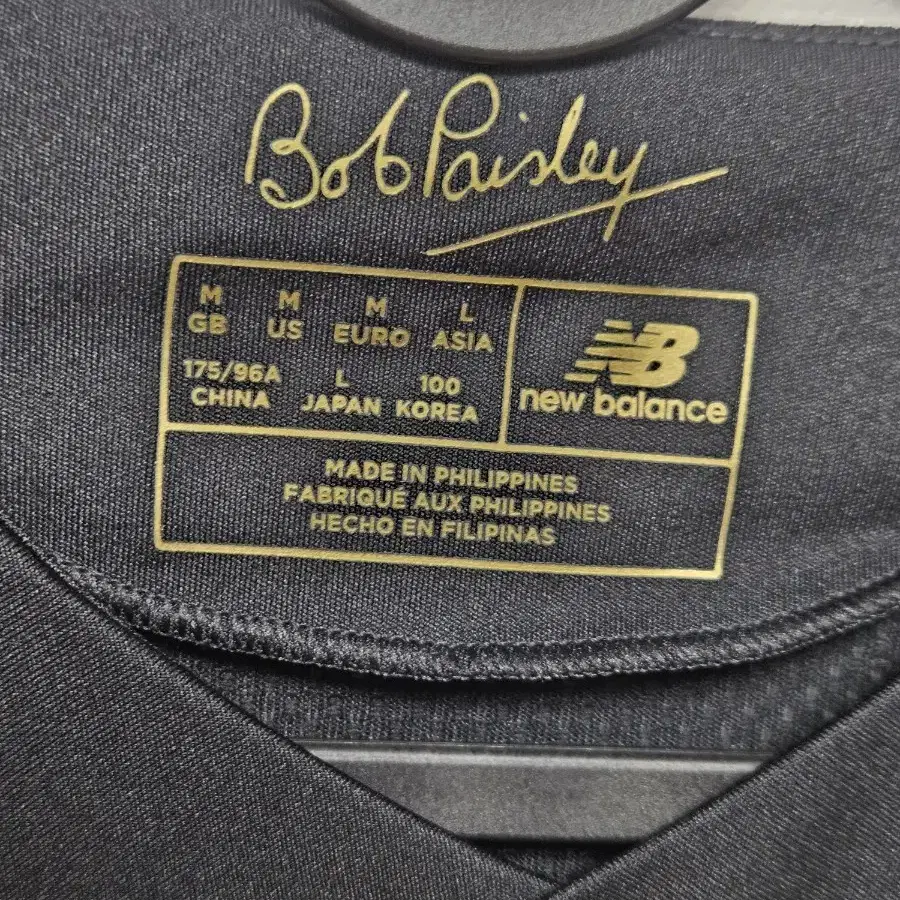 Bob Paisley
M M M L
GB US EURO ASIA
175/96A L 100
CHINA JAPAN KOREA
NB
new balance
MADE IN PHILIPPINES
FABRIQUÉ AUX PHILIPPINES
HECHO EN FILIPINAS